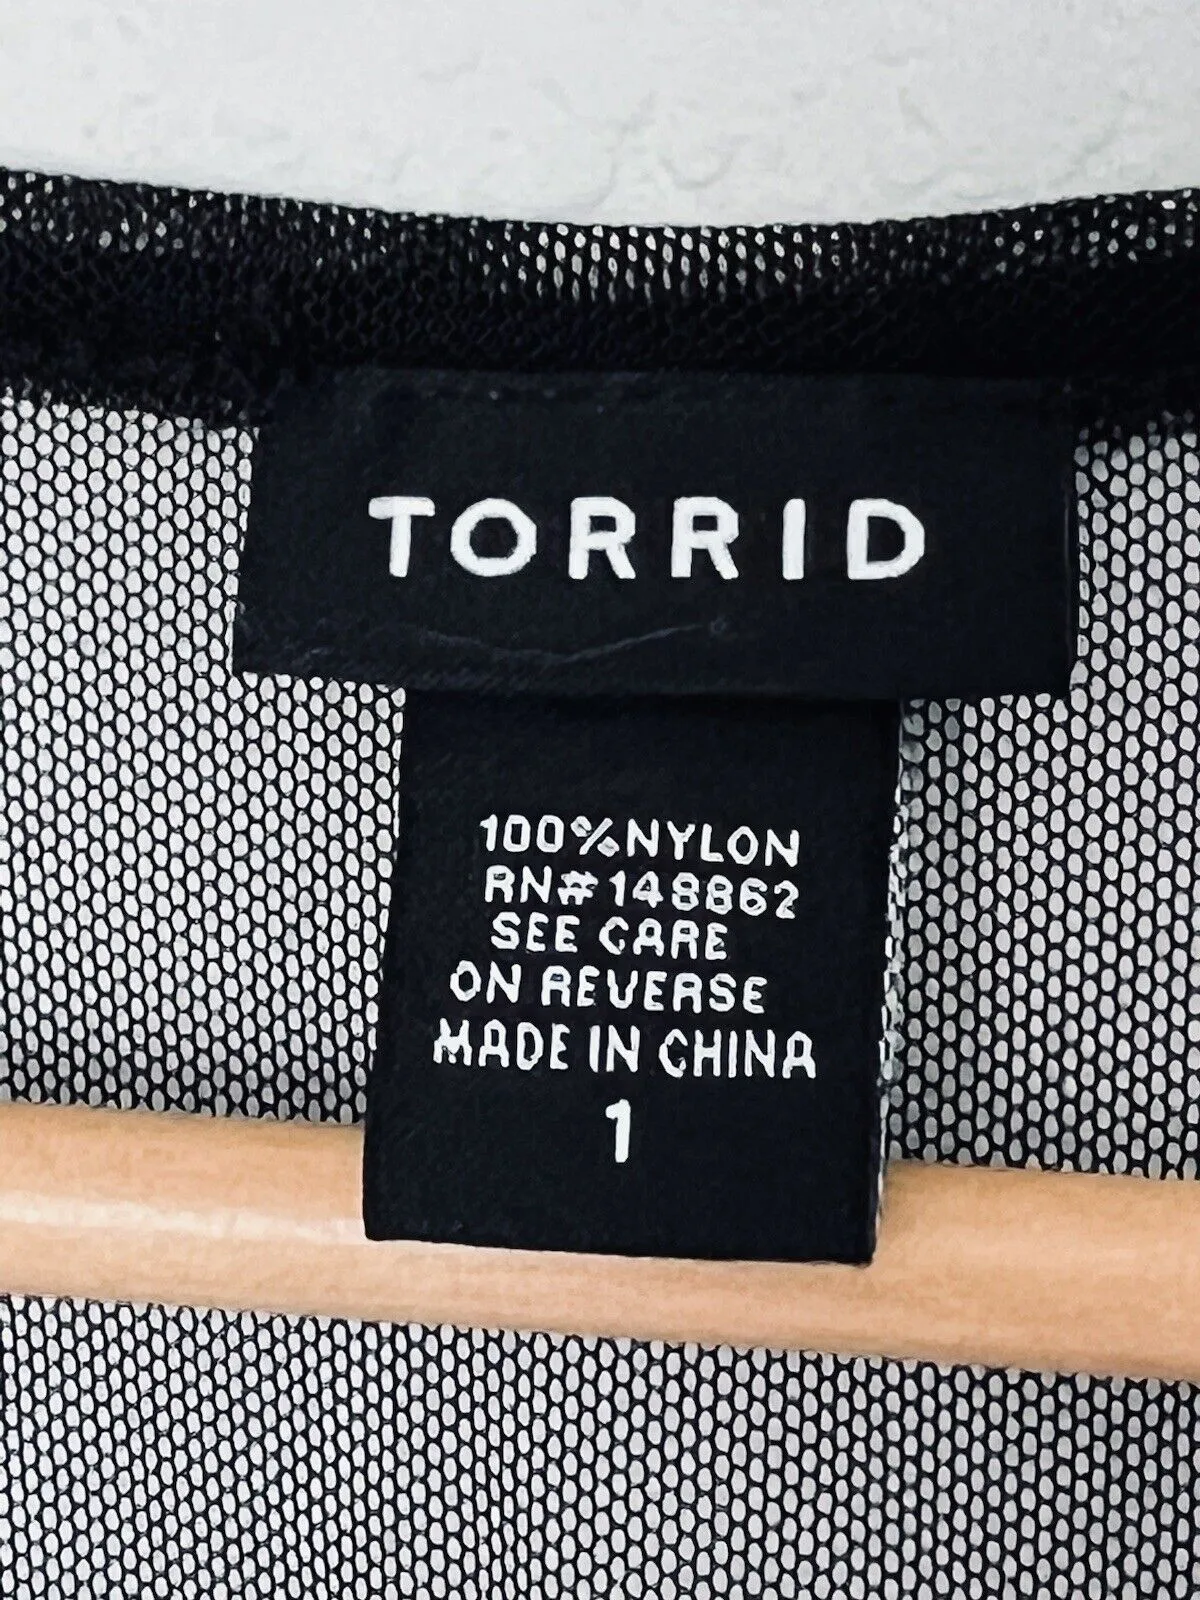 TORRID
100%NYLON
RN#148862
SEE CARE
ON REVERSE
MADE IN CHINA
1